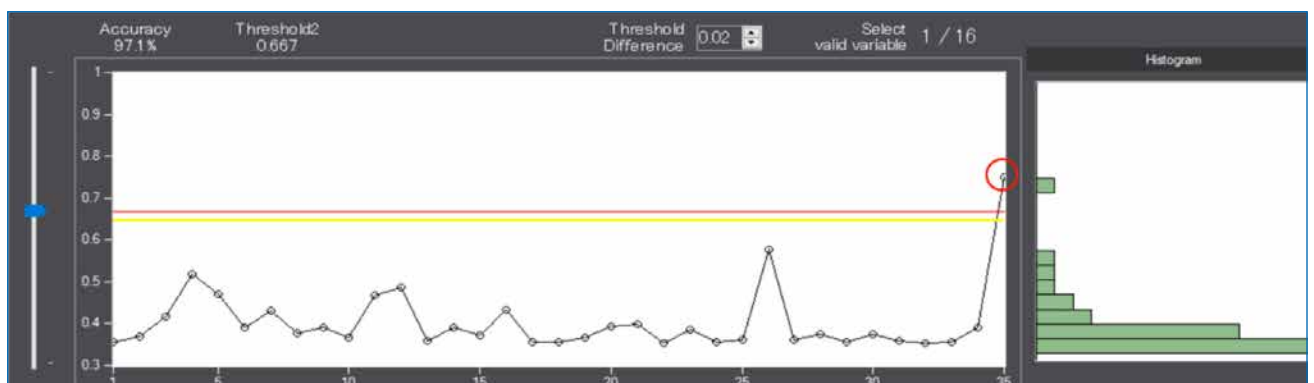 Accuracy
97.1%
Threshold2
0.667
Threshold
Difference
0.02
Select
valid variable
1 / 16
Histogram
1
0.9
0.8
0.7
0.6
0.5
0.4
0.3
1
5
10
15
20
25
30
35